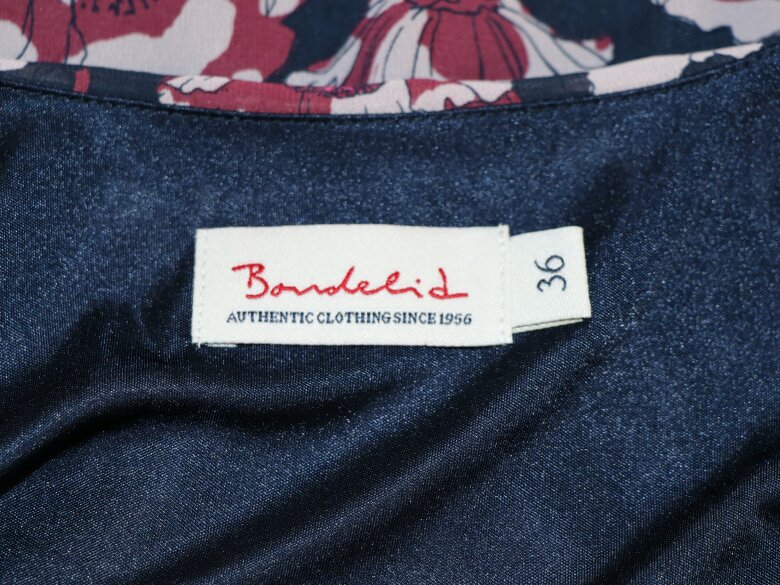 Bondelid
AUTHENTIC CLOTHING SINCE 1956
36